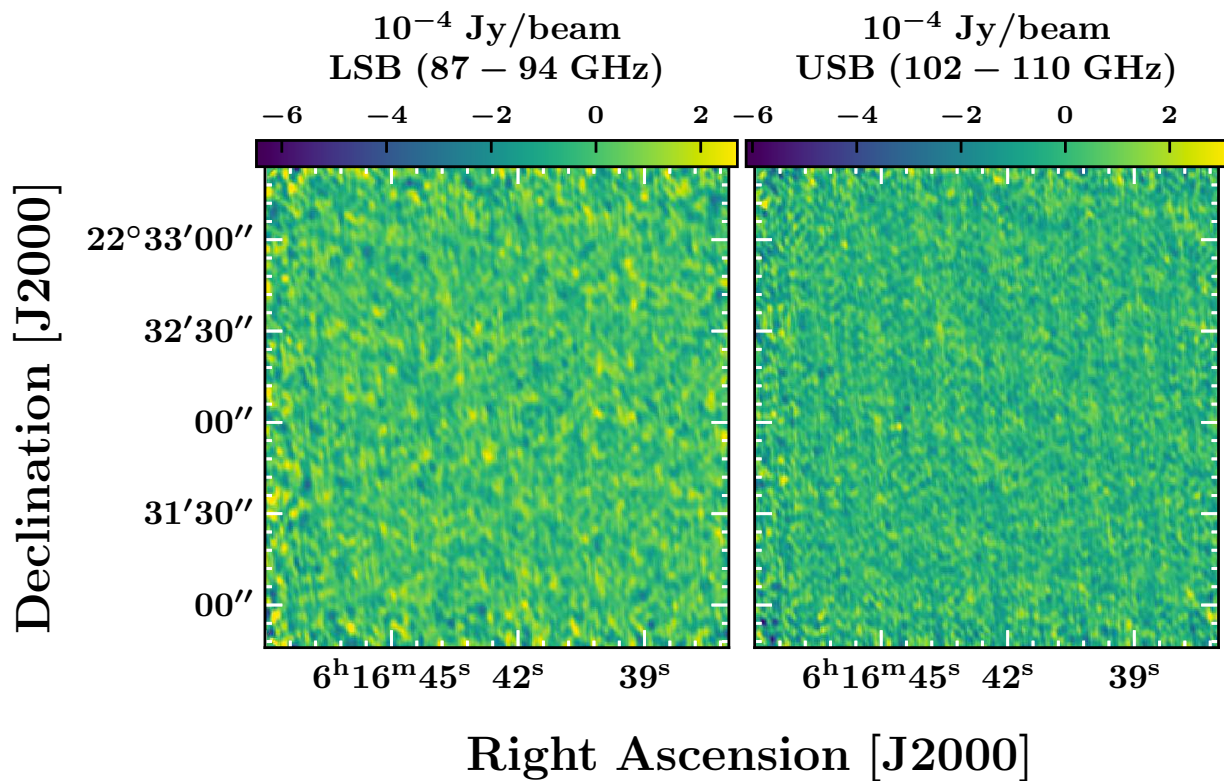 10⁻⁴ Jy/beam
LSB (87 − 94 GHz)
−6 −4 −2 0 2
10⁻⁴ Jy/beam
USB (102 − 110 GHz)
−6 −4 −2 0 2
Declination [J2000]
22°33′00″
32′30″
00″
31′30″
00″
6ʰ16ᵐ45ˢ 42ˢ 39ˢ
6ʰ16ᵐ45ˢ 42ˢ 39ˢ
Right Ascension [J2000]